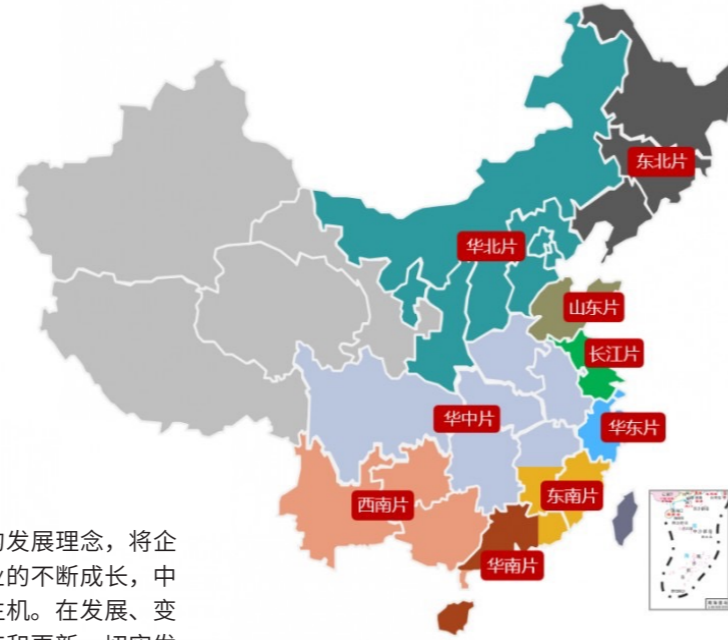 东北片
华北片
山东片
长江片
华中片
华东片
西南片
东南片
华南片
的发展理念，将企
业的不断成长，中
生机。在发展、变